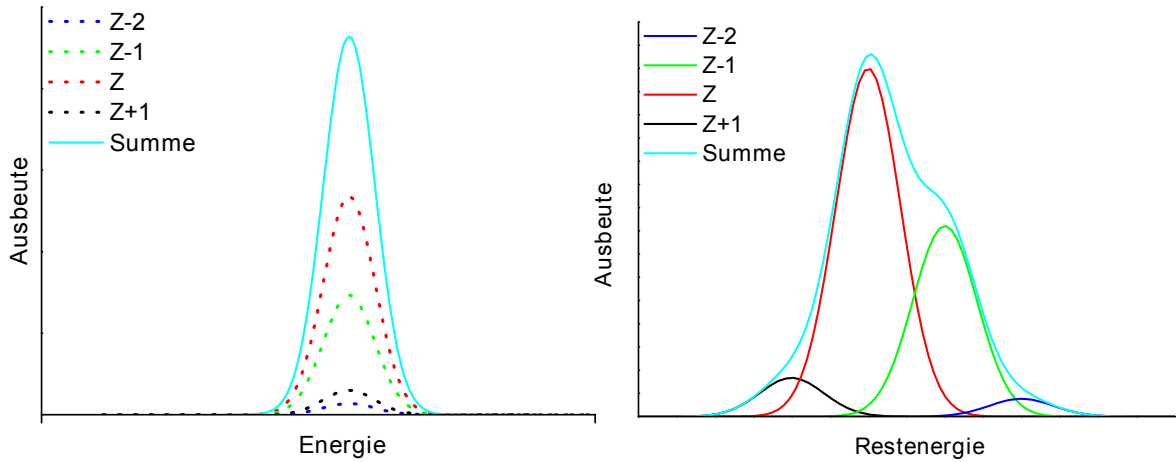 Z-2
Z-1
Z
Z+1
Summe
Ausbeute
Energie
Z-2
Z-1
Z
Z+1
Summe
Ausbeute
Restenergie